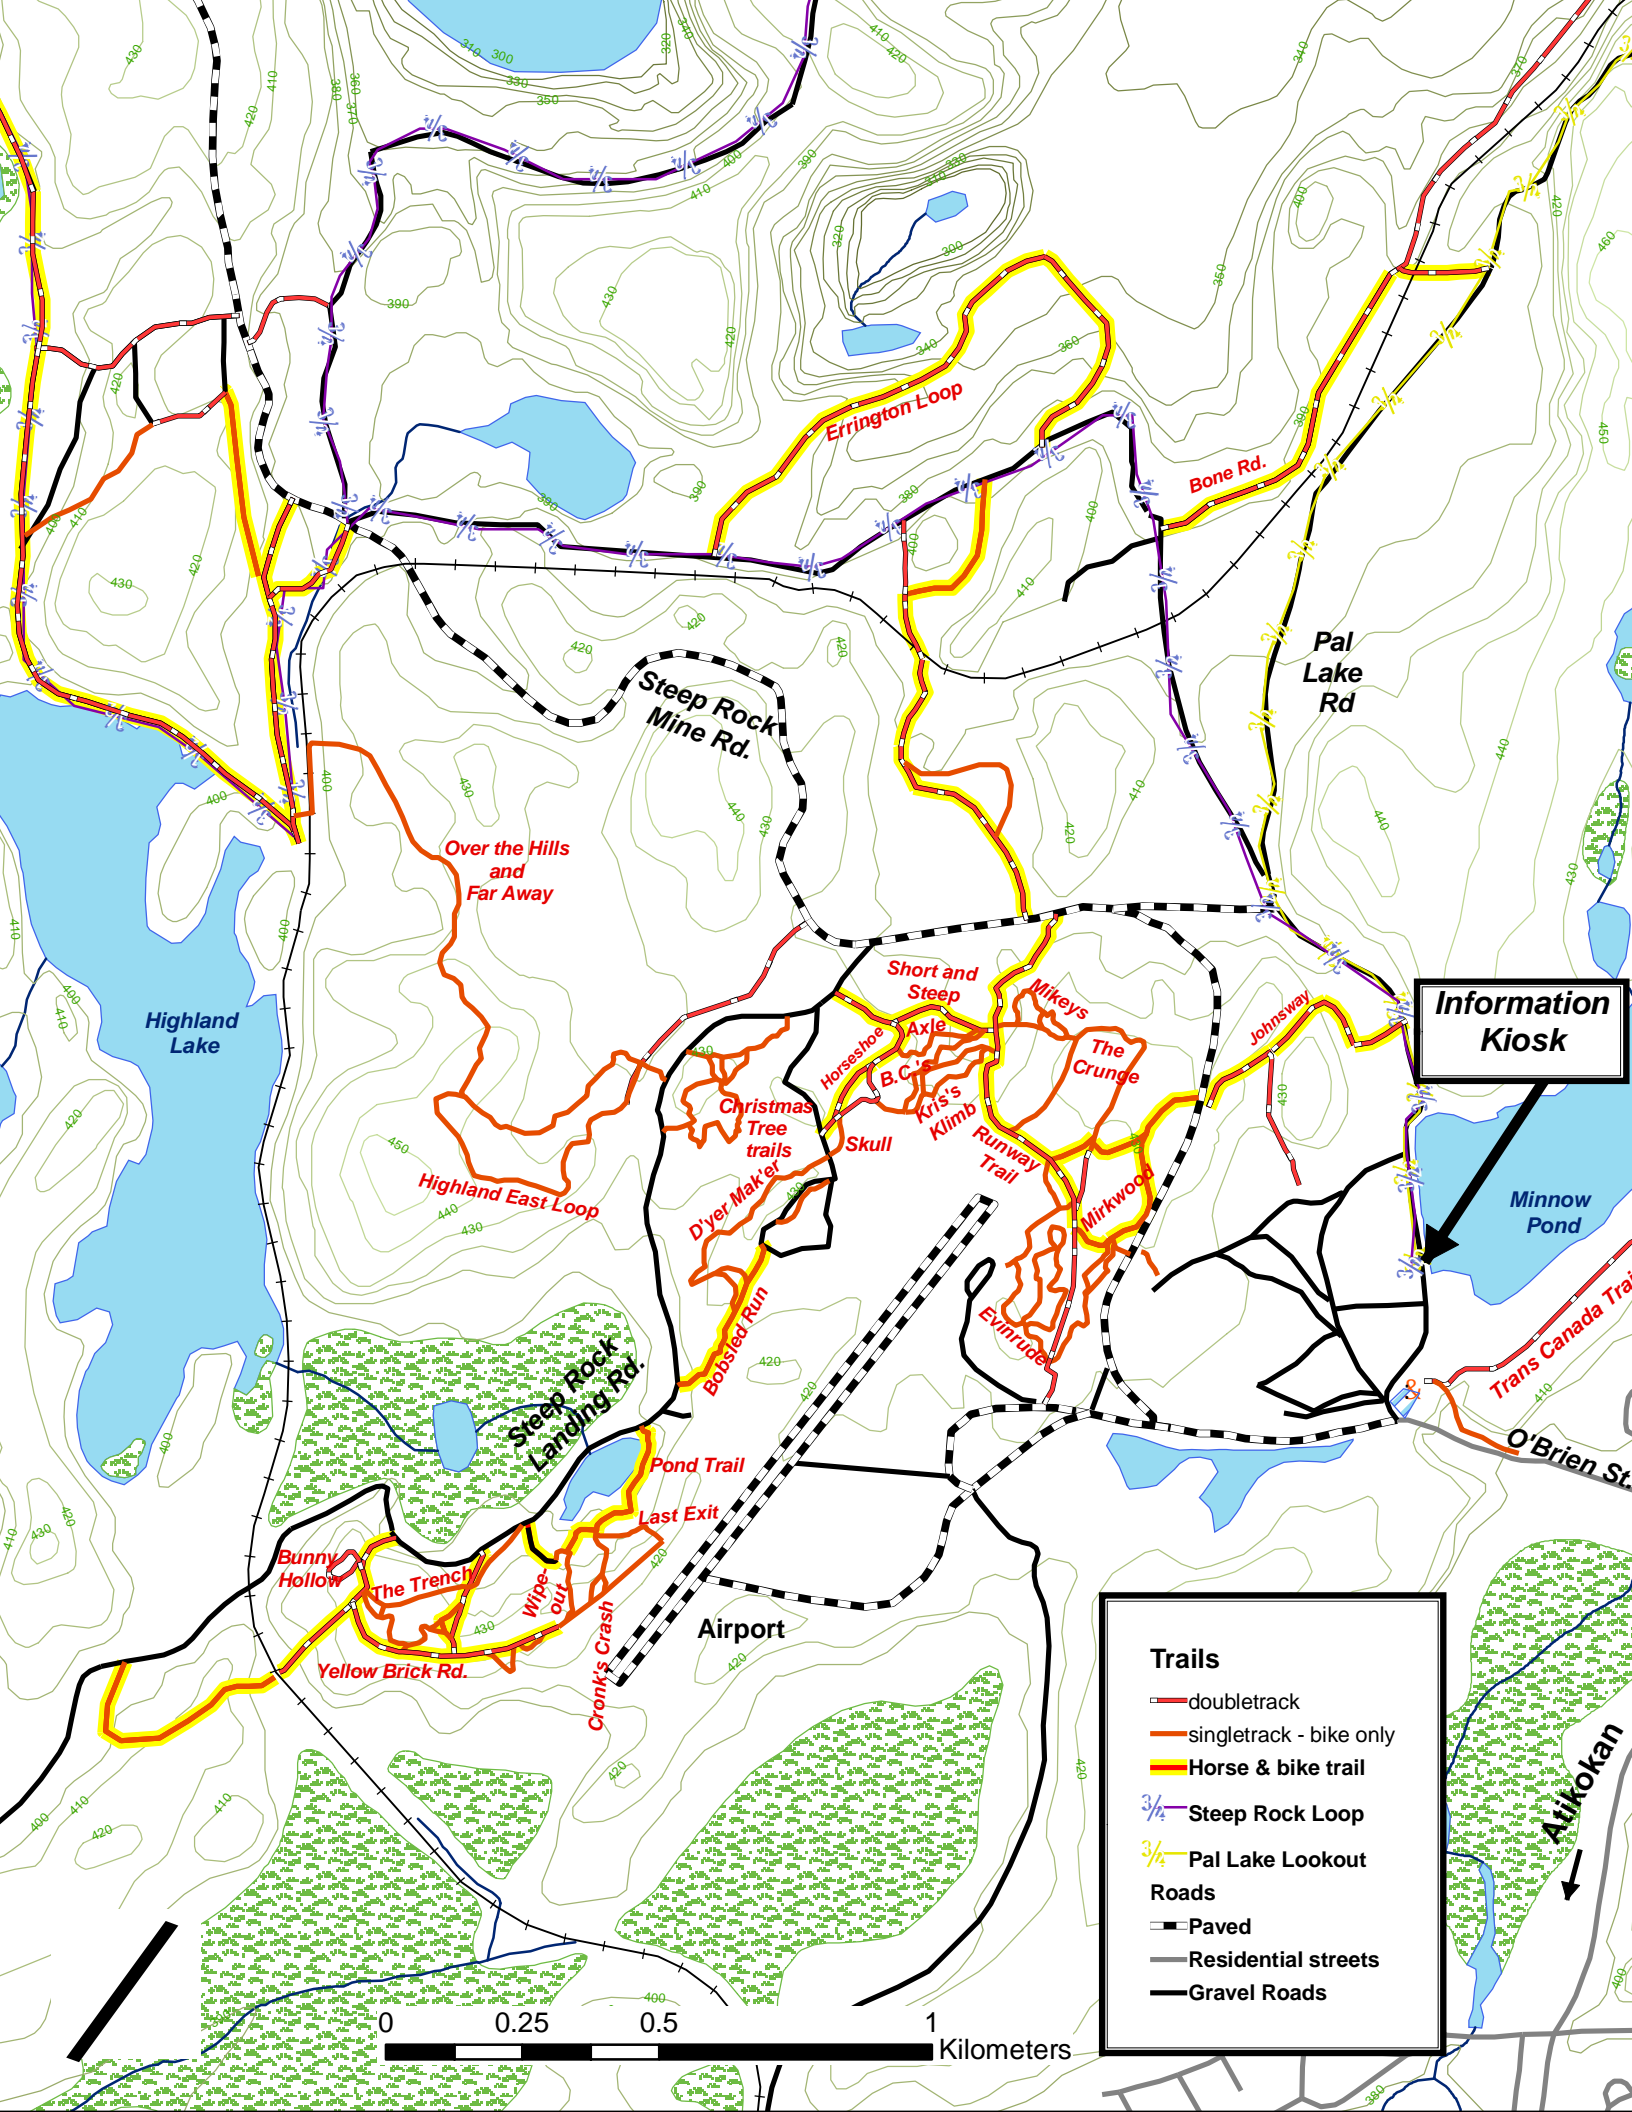 Errington Loop
Bone Rd.
Pal
Lake
Rd
Steep Rock
Mine Rd.
Over the Hills
and
Far Away
Short and
Steep
Mikeys
Information
Kiosk
Highland
Lake
Axle
Horseshoe
Johnsway
The
Crunge
B.C.'s
Kris's
Klimb
Christmas
Tree
trails
Skull
Runway
Trail
Highland East Loop
D'yer Mak'er
Mirkwood
Minnow
Pond
Bobsled Run
Evinrude
Trans Canada Trai
Steep Rock
Landing Rd.
O'Brien St.
Pond Trail
Last Exit
Bunny
Hollow
The Trench
Wipe-
out
Cronk's Crash
Airport
Yellow Brick Rd.
Trails
doubletrack
singletrack - bike only
Horse & bike trail
Steep Rock Loop
Pal Lake Lookout
Roads
Paved
Residential streets
Gravel Roads
Atikokan
0 0.25 0.5 1
Kilometers